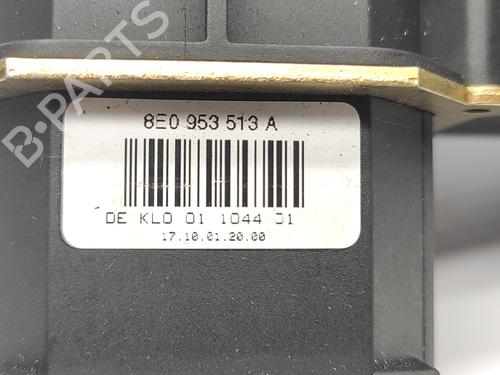 B-PARTS
8E0 953 513 A
DE KLO 01 1044 01
17.10.01.20.00